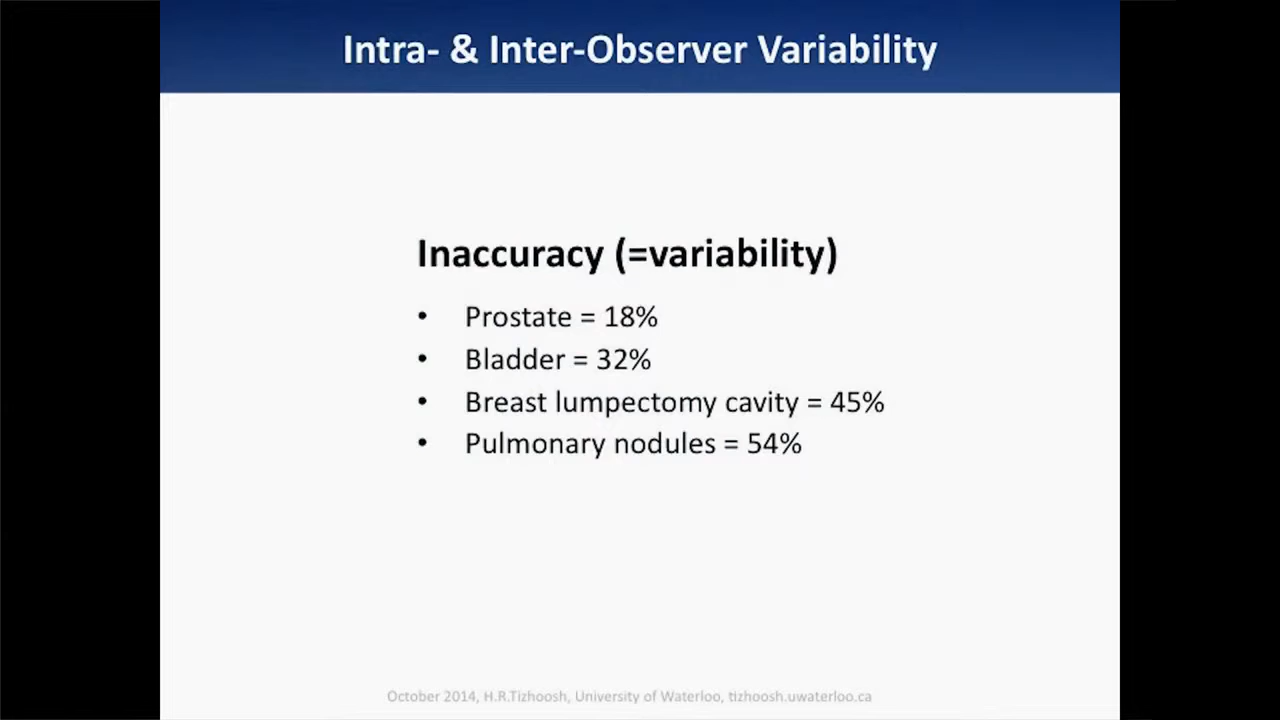 Intra- & Inter-Observer Variability
Inaccuracy (=variability)
• Prostate = 18%
• Bladder = 32%
• Breast lumpectomy cavity = 45%
• Pulmonary nodules = 54%
October 2014, H.R.Tizhoosh, University of Waterloo, tizhoosh.uwaterloo.ca